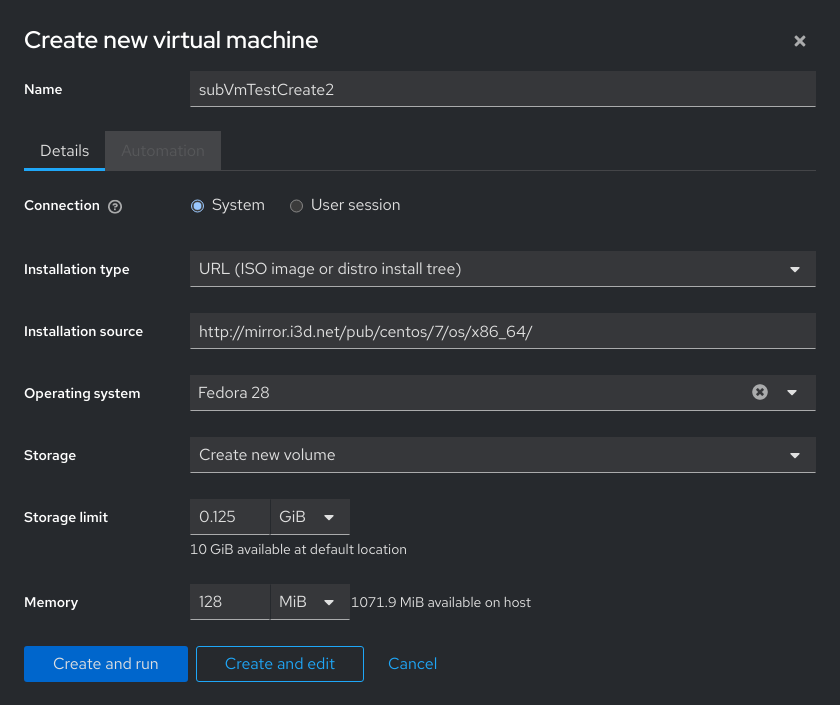 Create new virtual machine
Name
subVmTestCreate2
Details
Automation
Connection
System
User session
Installation type
URL (ISO image or distro install tree)
Installation source
http://mirror.i3d.net/pub/centos/7/os/x86_64/
Operating system
Fedora 28
Storage
Create new volume
Storage limit
0.125
GiB
10 GiB available at default location
Memory
128
MiB
1071.9 MiB available on host
Create and run
Create and edit
Cancel